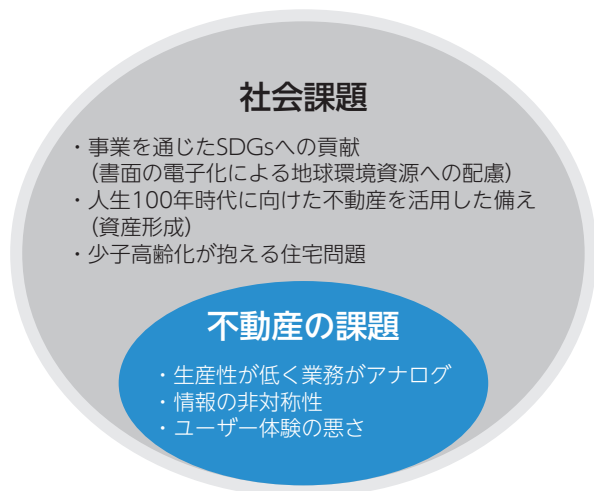 社会課題
・事業を通じたSDGsへの貢献
（書面の電子化による地球環境資源への配慮）
・人生100年時代に向けた不動産を活用した備え
（資産形成）
・少子高齢化が抱える住宅問題
不動産の課題
・生産性が低く業務がアナログ
・情報の非対称性
・ユーザー体験の悪さ